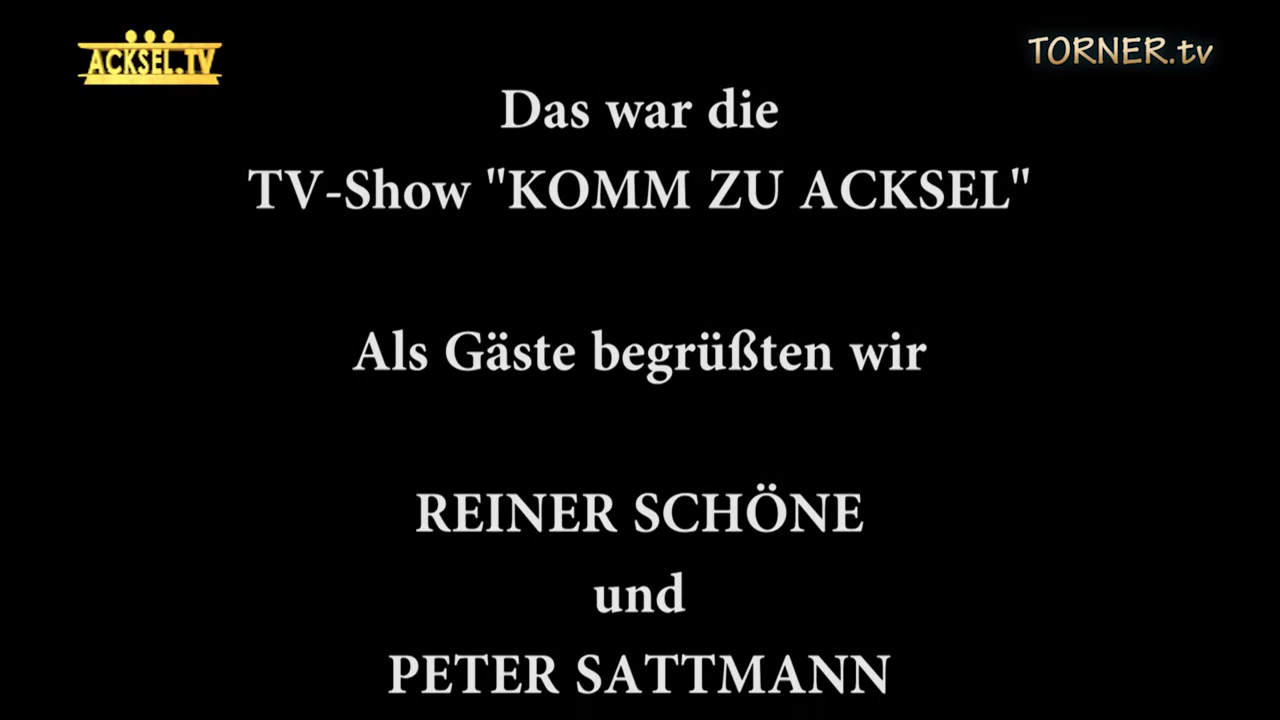 ACKSEL.TV
TORNER.tv
Das war die
TV-Show "KOMM ZU ACKSEL"
Als Gäste begrüßten wir
REINER SCHÖNE
und
PETER SATTMANN